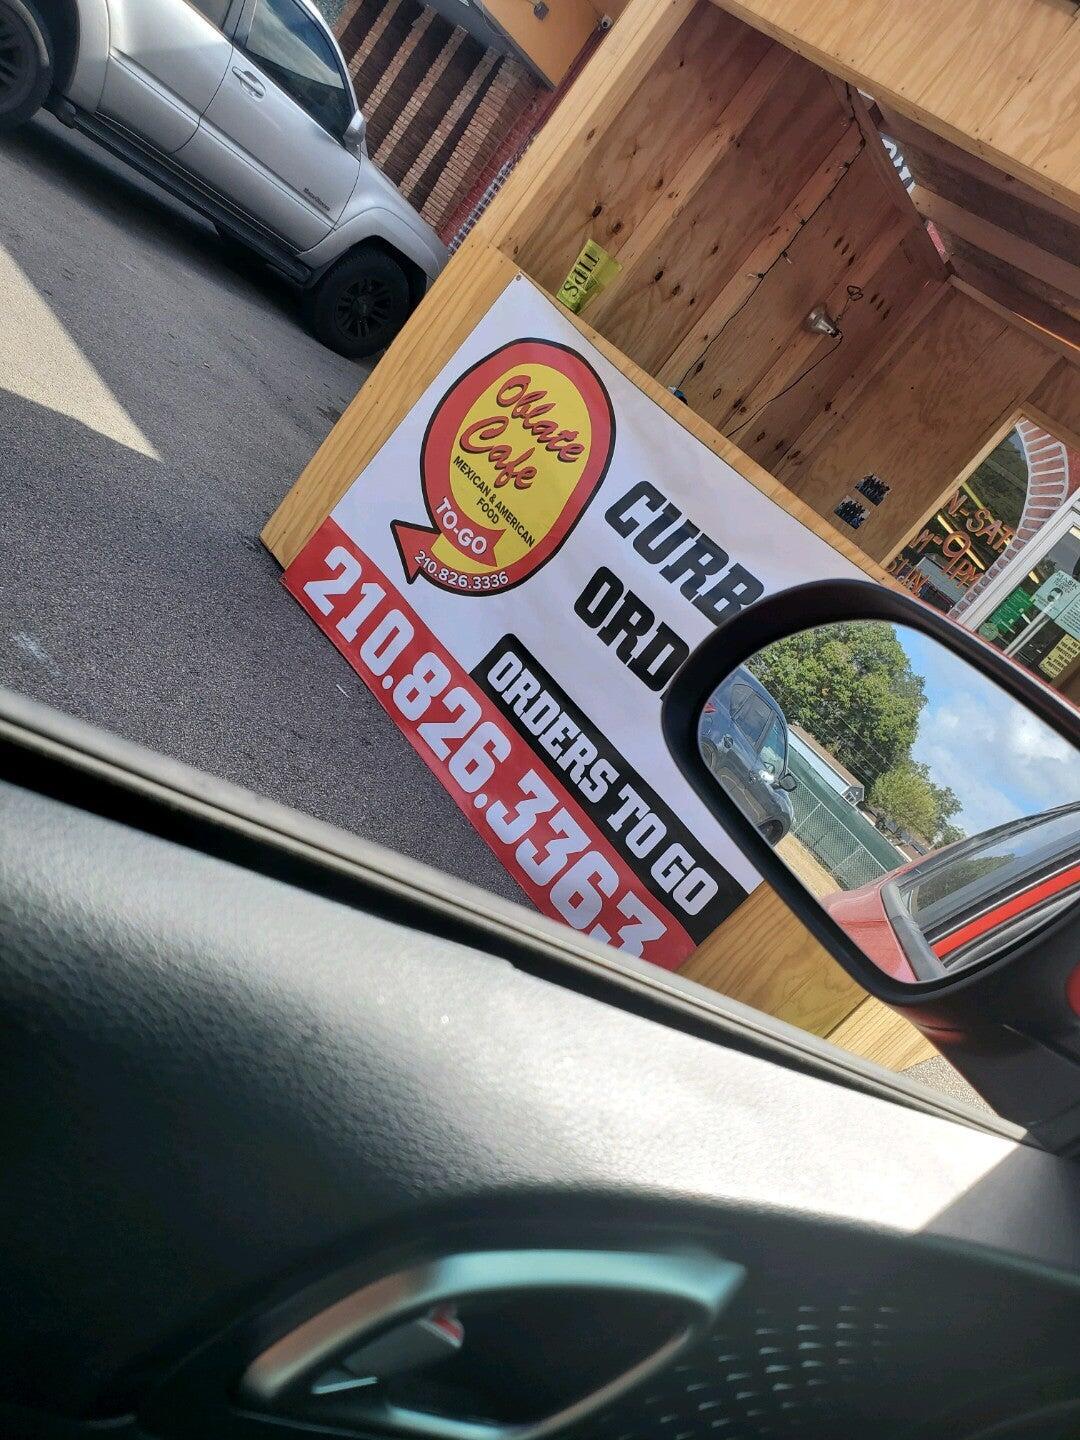 TIPS
Oblate
Cafe
MEXICAN & AMERICAN
FOOD
TO-GO
210.826.3336
CURB
ORD
ORDERS TO GO
210.826.3363
N-SAT